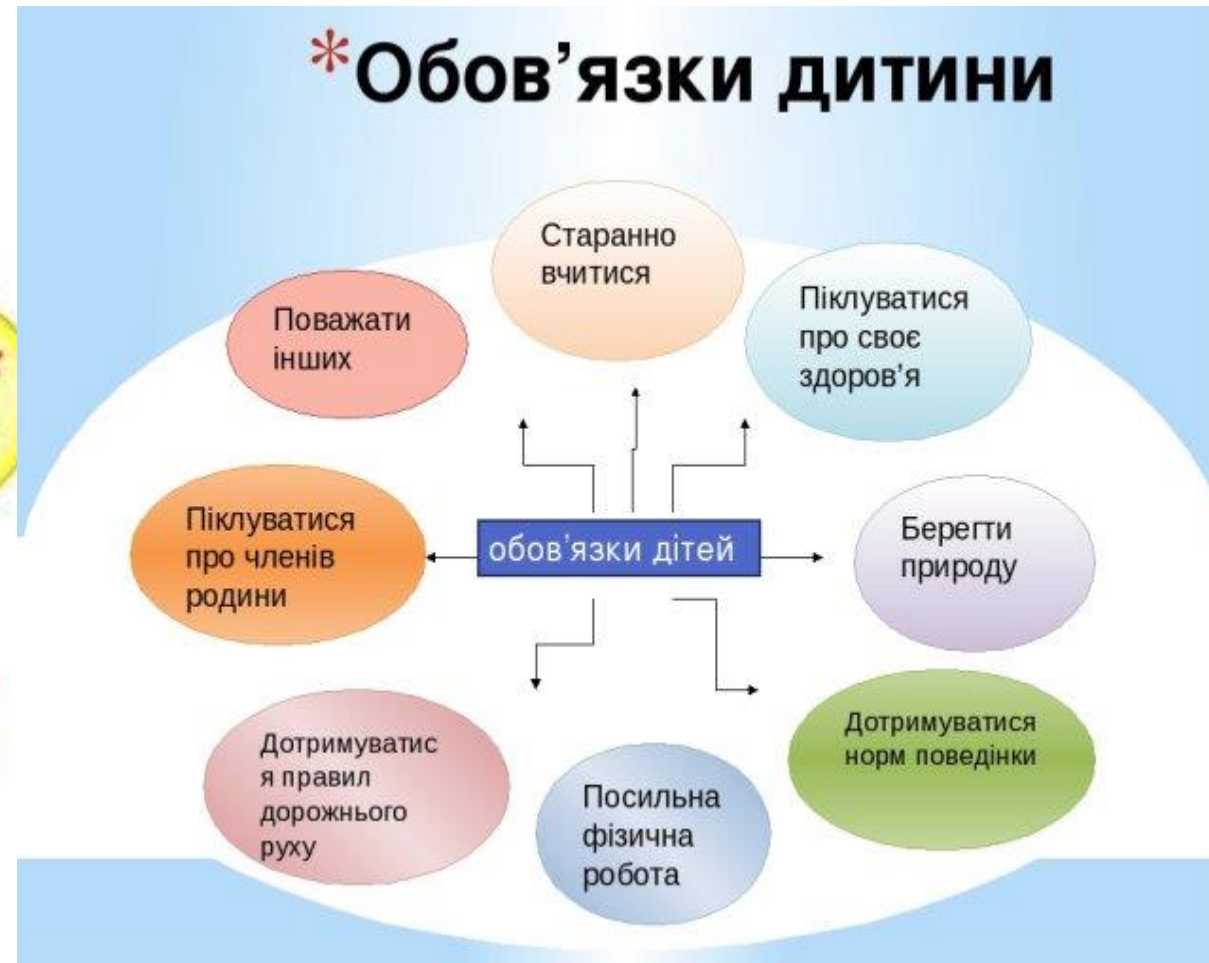 *Обов’язки дитини
Старанно
вчитися
Поважати
інших
Піклуватися
про своє
здоров’я
Піклуватися
про членів
родини
обов’язки дітей
Берегти
природу
Дотримуватис
я правил
дорожнього
руху
Посильна
фізична
робота
Дотримуватися
норм поведінки